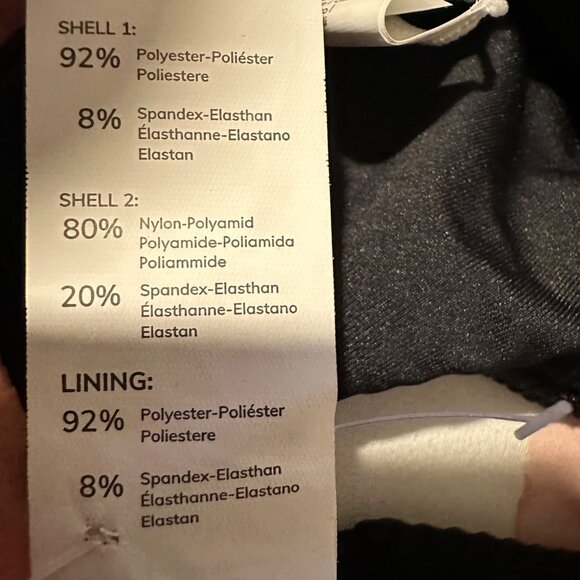 SHELL 1:
92% Polyester-Poliéster
Poliestere
8% Spandex-Elasthan
Élasthanne-Elastano
Elastan
SHELL 2:
80% Nylon-Polyamid
Polyamide-Poliamida
Poliammide
20% Spandex-Elasthan
Élasthanne-Elastano
Elastan
LINING:
92% Polyester-Poliéster
Poliestere
8% Spandex-Elasthan
Élasthanne-Elastano
Elastan